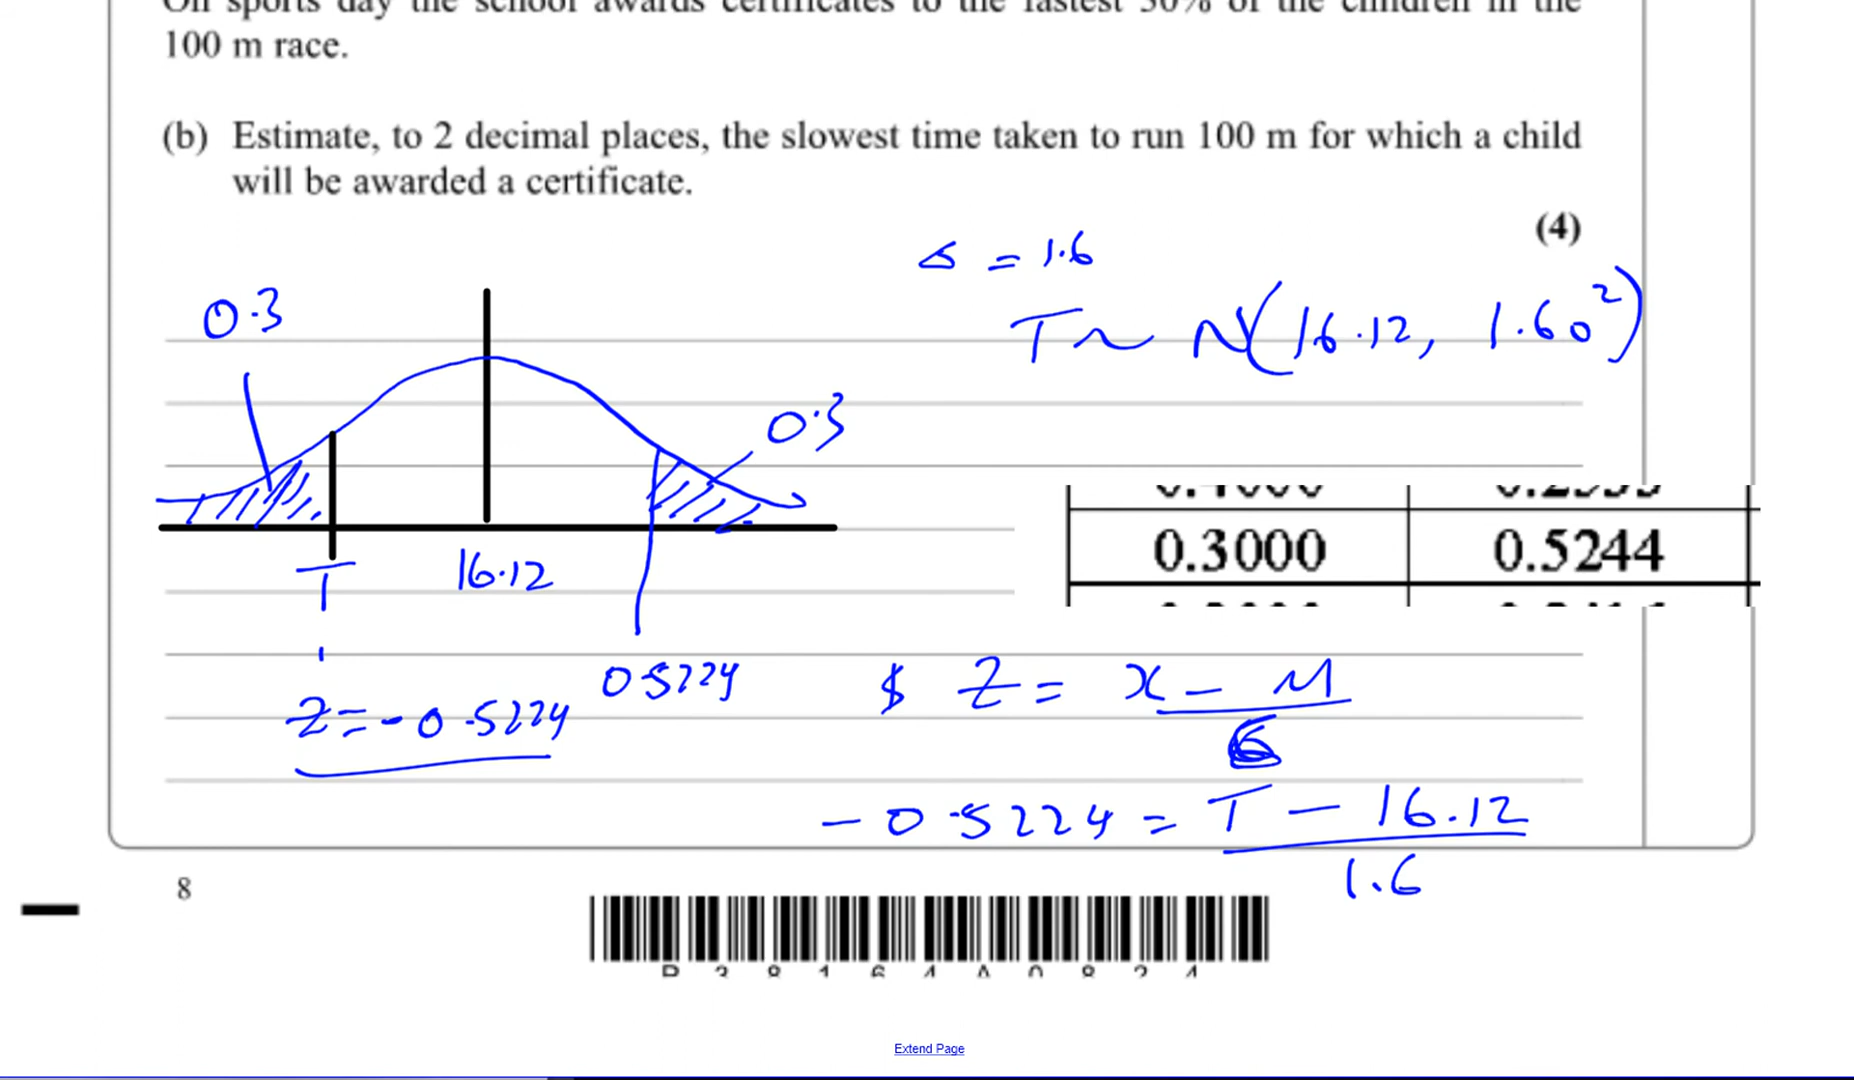 100 m race.
(b) Estimate, to 2 decimal places, the slowest time taken to run 100 m for which a child
will be awarded a certificate.
(4)
s = 1.6
T ~ N(16.12, 1.60²)
0.3
0.3
0.3000 0.5244
T
16.12
0.5224
z = -0.5224
$ Z = x - M / 6
-0.5224 = T - 16.12 / 1.6
8
Extend Page